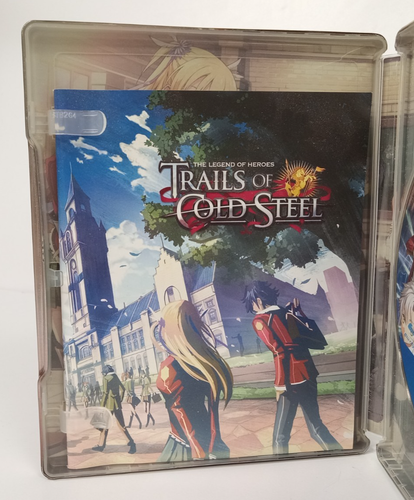 THE LEGEND OF HEROES
TRAILS OF
COLD STEEL